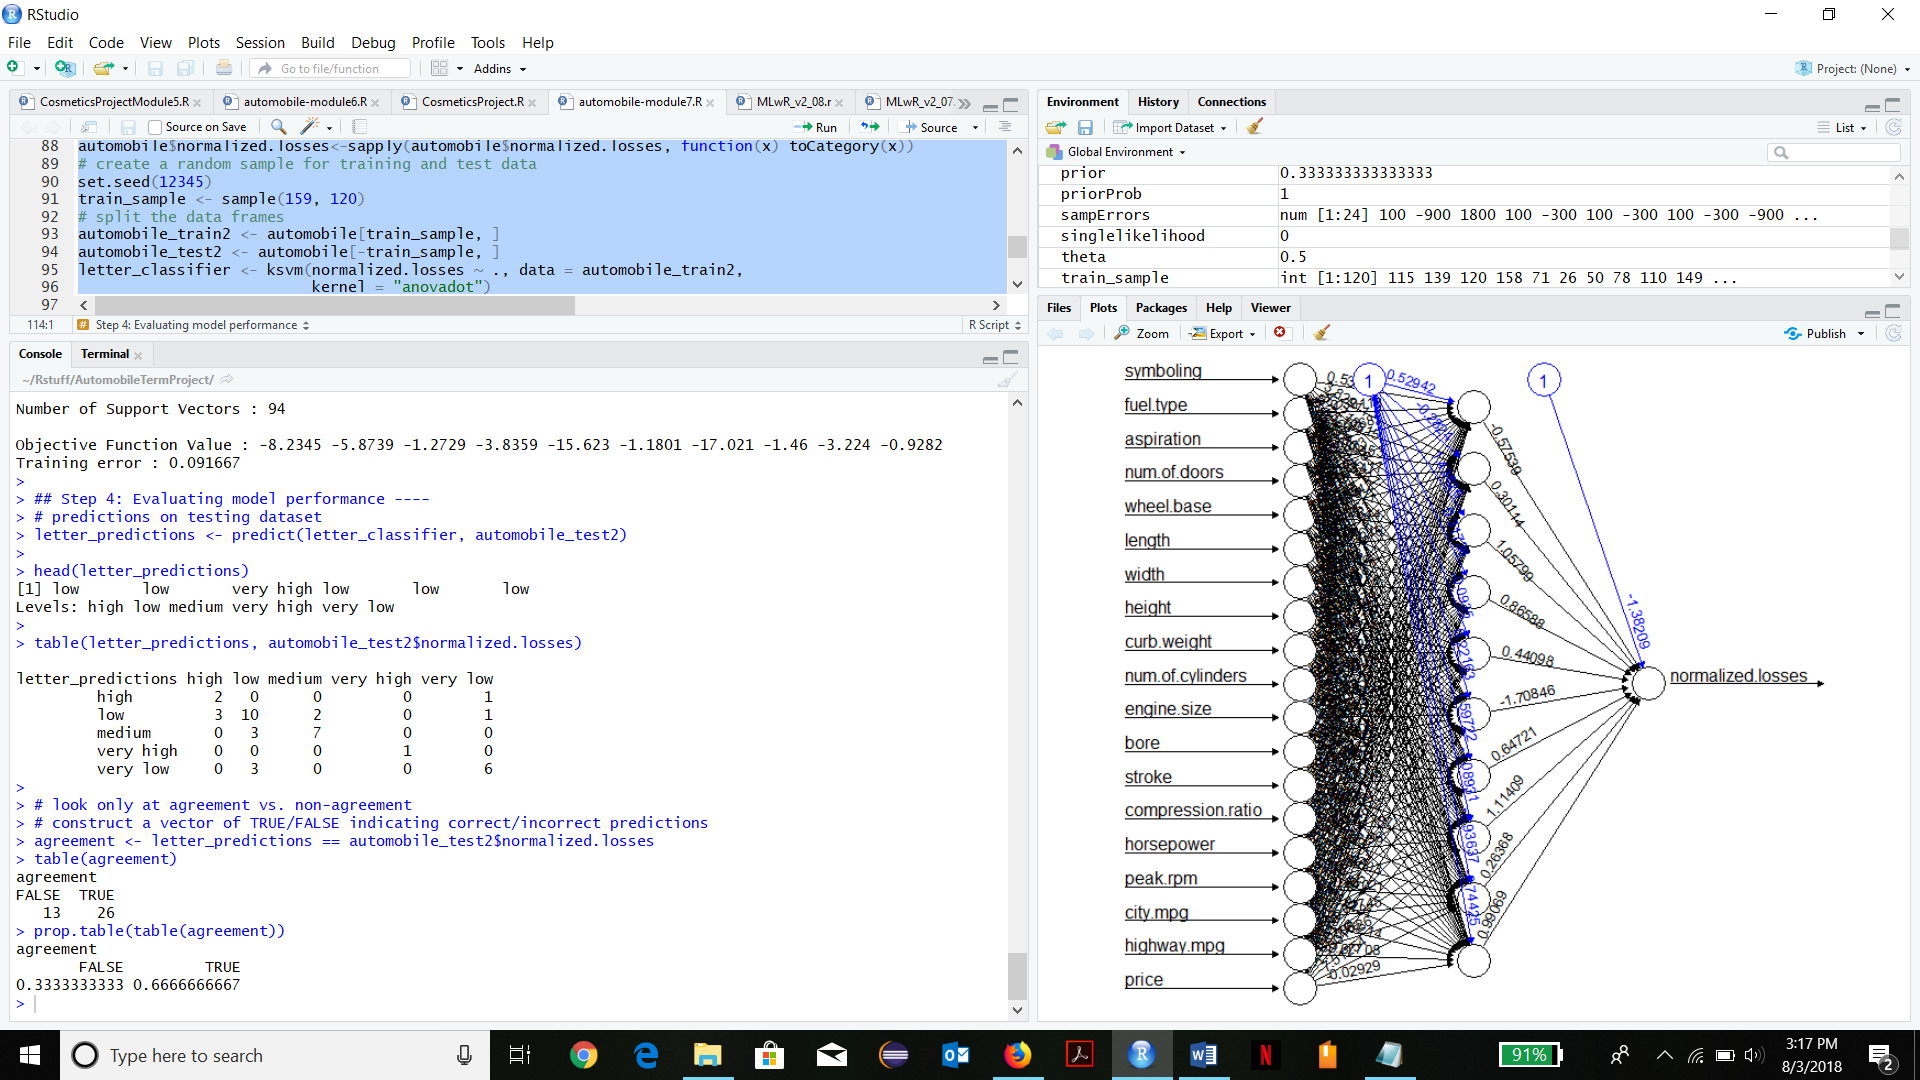 RStudio
File Edit Code View Plots Session Build Debug Profile Tools Help
Go to file/function Addins Project: (None)
CosmeticsProjectModule5.R automobile-module6.R CosmeticsProject.R automobile-module7.R MLwR_v2_08.r MLwR_v2_07.
Source on Save Run Source
88 automobile$normalized.losses<-sapply(automobile$normalized.losses, function(x) toCategory(x))
89 # create a random sample for training and test data
90 set.seed(12345)
91 train_sample <- sample(159, 120)
92 # split the data frames
93 automobile_train2 <- automobile[train_sample, ]
94 automobile_test2 <- automobile[-train_sample, ]
95 letter_classifier <- ksvm(normalized.losses ~ ., data = automobile_train2,
96 kernel = "anovadot")
97
114:1 # Step 4: Evaluating model performance R Script
Console Terminal
~/Rstuff/AutomobileTermProject/
Number of Support Vectors : 94
Objective Function Value : -8.2345 -5.8739 -1.2729 -3.8359 -15.623 -1.1801 -17.021 -1.46 -3.224 -0.9282
Training error : 0.091667
>
> ## Step 4: Evaluating model performance ----
> # predictions on testing dataset
> letter_predictions <- predict(letter_classifier, automobile_test2)
>
> head(letter_predictions)
[1] low low very high low low low
Levels: high low medium very high very low
>
> table(letter_predictions, automobile_test2$normalized.losses)
letter_predictions high low medium very high very low
high 2 0 0 0 1
low 3 10 2 0 1
medium 0 3 7 0 0
very high 0 0 0 1 0
very low 0 3 0 0 6
>
> # look only at agreement vs. non-agreement
> # construct a vector of TRUE/FALSE indicating correct/incorrect predictions
> agreement <- letter_predictions == automobile_test2$normalized.losses
> table(agreement)
agreement
FALSE TRUE
13 26
> prop.table(table(agreement))
agreement
FALSE TRUE
0.3333333333 0.6666666667
>
Environment History Connections
Import Dataset List
Global Environment
prior 0.333333333333333
priorProb 1
sampErrors num [1:24] 100 -900 1800 100 -300 100 -300 100 -300 -900 ...
singlelikelihood 0
theta 0.5
train_sample int [1:120] 115 139 120 158 71 26 50 78 110 149 ...
Files Plots Packages Help Viewer
Zoom Export Publish
symboling
fuel.type
aspiration
num.of.doors
wheel.base
length
width
height
curb.weight
num.of.cylinders
engine.size
bore
stroke
compression.ratio
horsepower
peak.rpm
city.mpg
highway.mpg
price
1
1
0.52942
-0.57539
0.30114
1.05799
0.86588
0.44098
-1.70846
0.64721
1.11409
0.26368
0.99069
-1.38209
0.02929
normalized.losses
Type here to search
91%
3:17 PM
8/3/2018
2